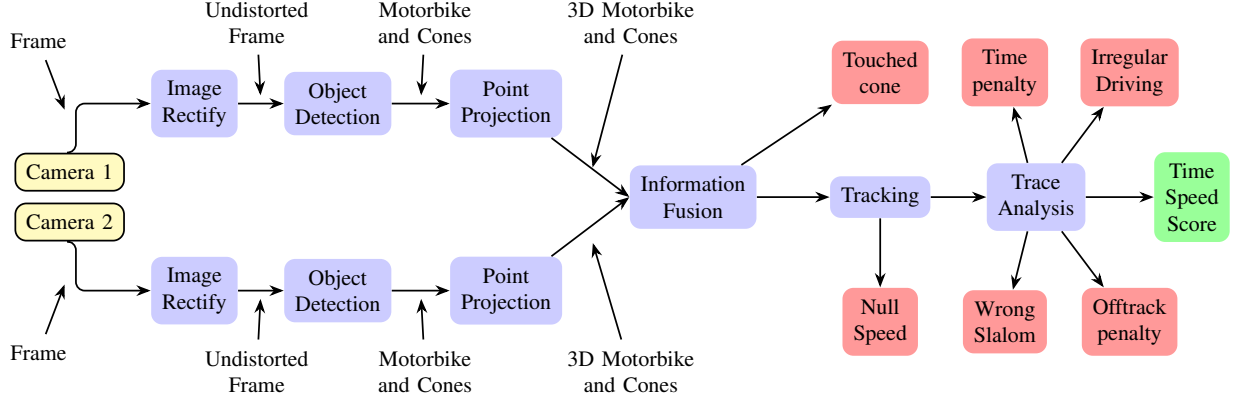 Undistorted
Frame
Motorbike
and Cones
3D Motorbike
and Cones
Frame
Image
Rectify
Object
Detection
Point
Projection
Touched
cone
Time
penalty
Irregular
Driving
Camera 1
Camera 2
Information
Fusion
Tracking
Trace
Analysis
Time
Speed
Score
Image
Rectify
Object
Detection
Point
Projection
Null
Speed
Wrong
Slalom
Offtrack
penalty
Frame
Undistorted
Frame
Motorbike
and Cones
3D Motorbike
and Cones